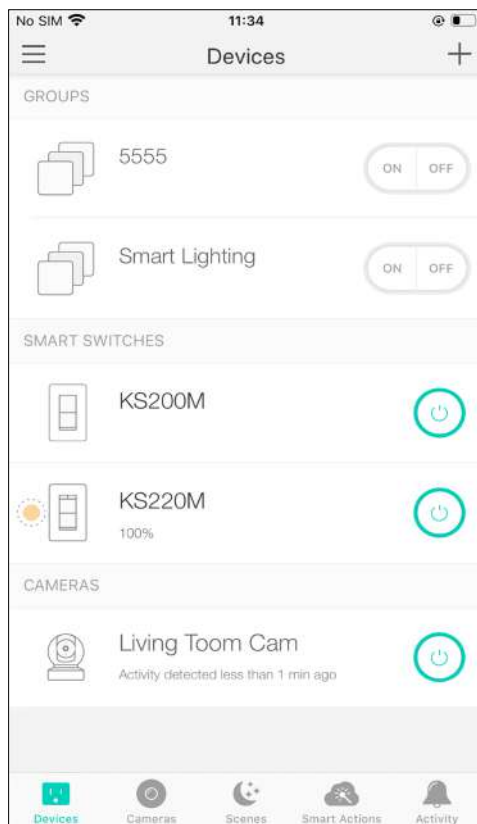 No SIM 11:34
Devices
GROUPS
5555
ON OFF
Smart Lighting
ON OFF
SMART SWITCHES
KS200M
KS220M
100%
CAMERAS
Living Toom Cam
Activity detected less than 1 min ago
Devices Cameras Scenes Smart Actions Activity